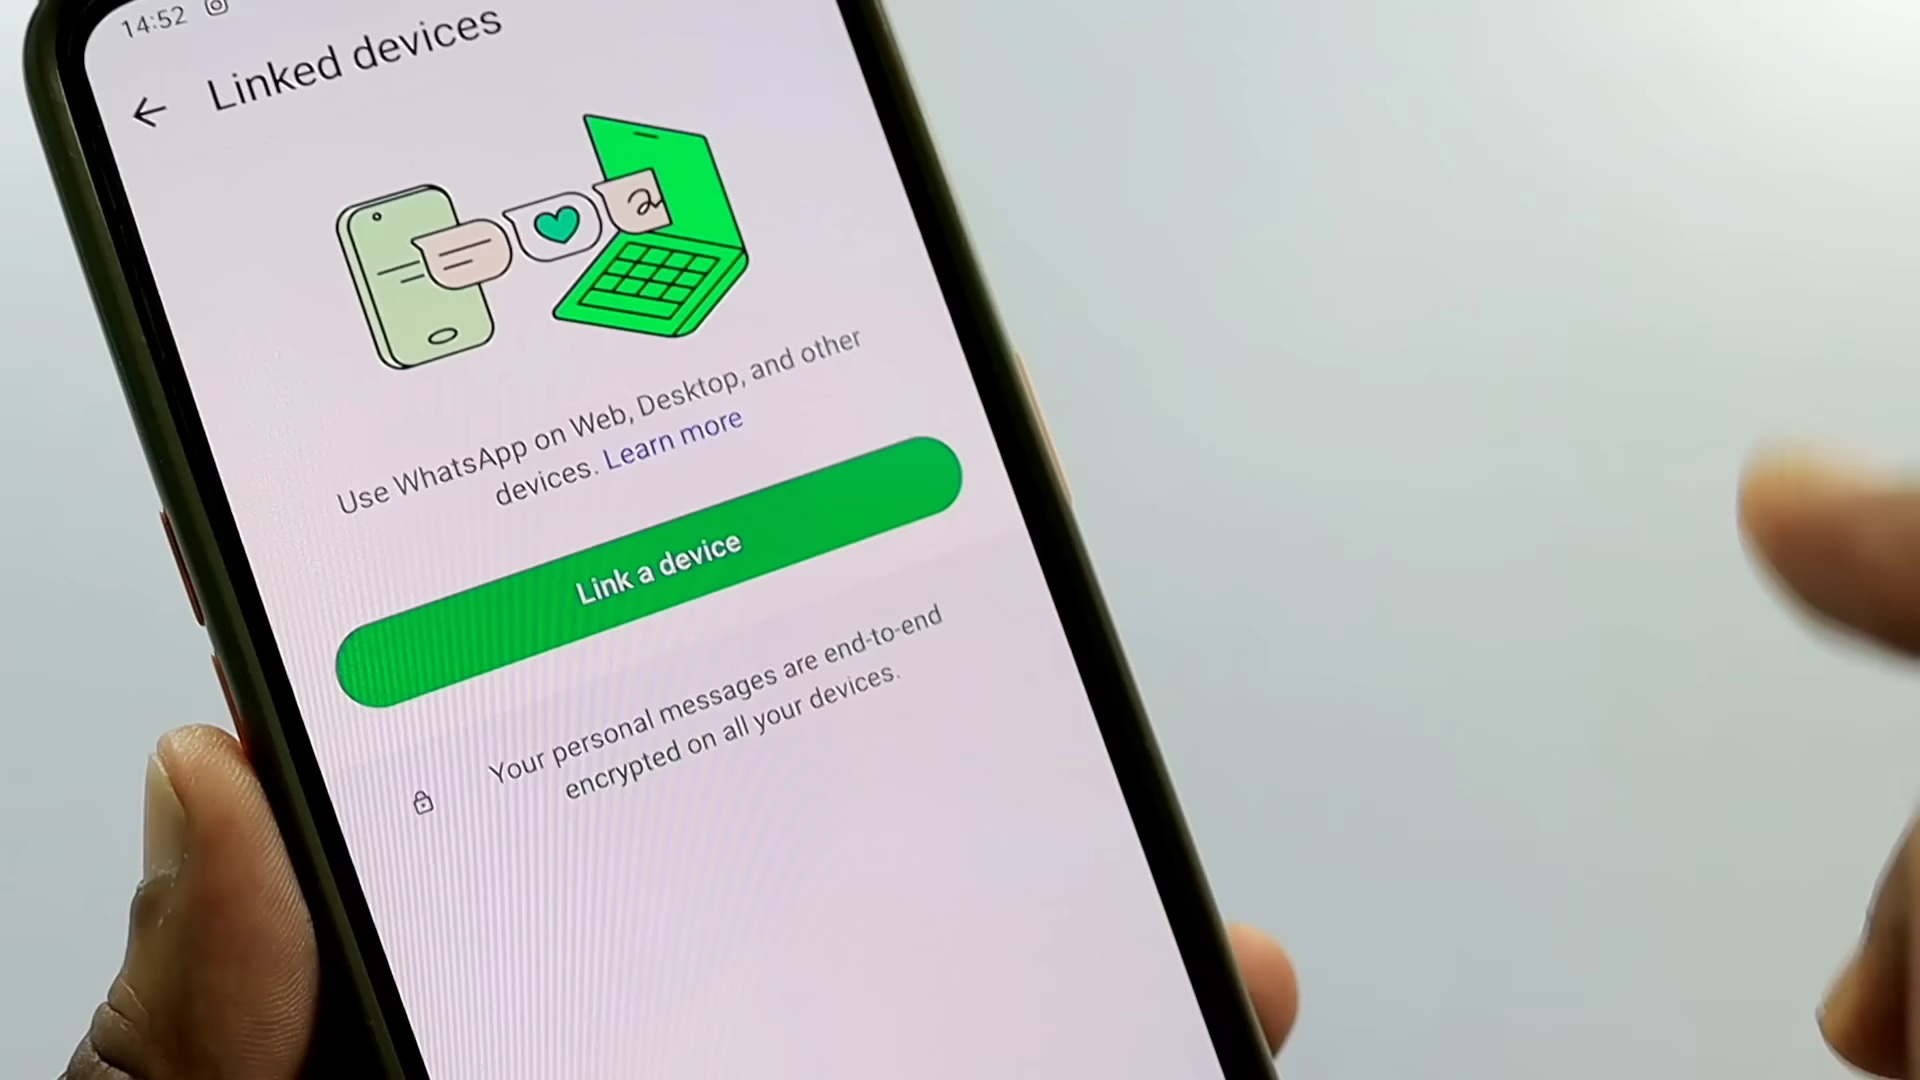 14:52
Linked devices
Use WhatsApp on Web, Desktop, and other
devices. Learn more
Link a device
Your personal messages are end-to-end
encrypted on all your devices.